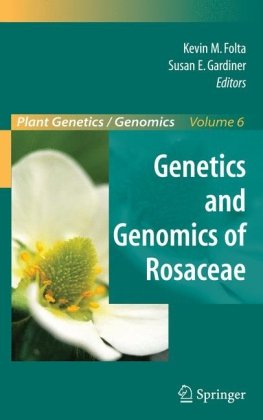 Kevin M. Folta
Susan E. Gardiner
Editors
Plant Genetics / Genomics Volume 6
Genetics
and
Genomics of
Rosaceae
Springer